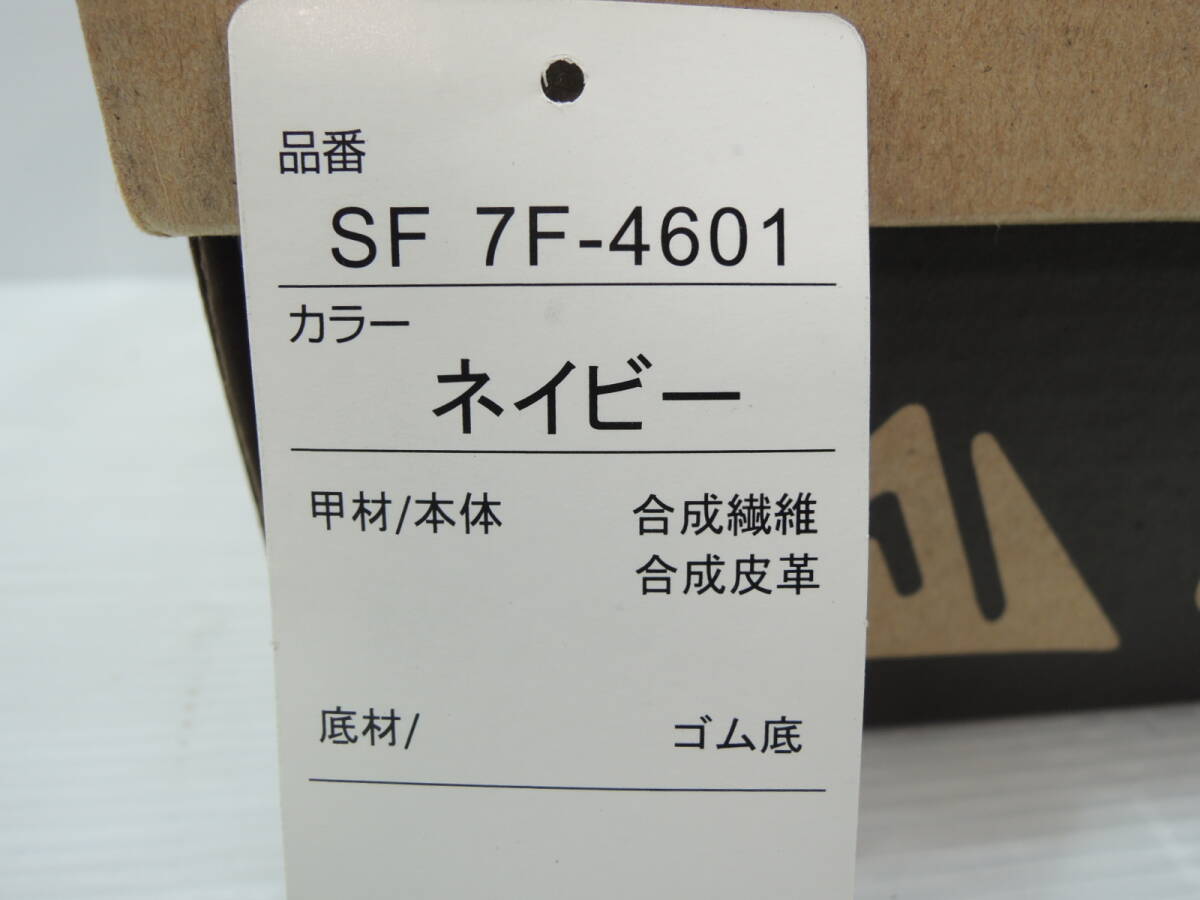 品番
SF 7F-4601
カラー
ネイビー
甲材/本体 合成繊維
合成皮革
底材/ ゴム底